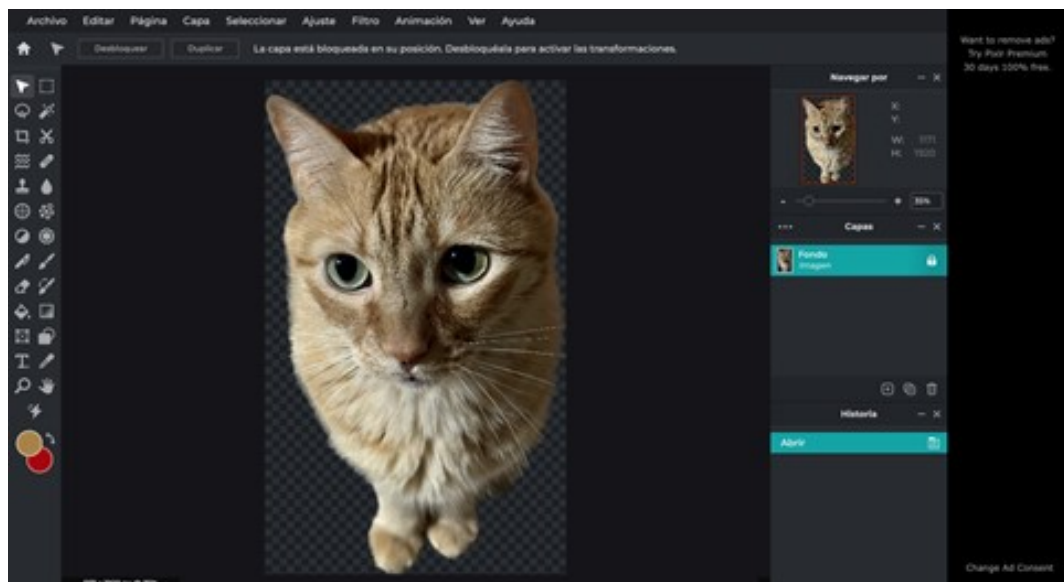 Archivo Editar Página Capa Seleccionar Ajuste Filtro Animación Ver Ayuda
Desbloquear Duplicar La capa está bloqueada en su posición. Desbloquéala para activar las transformaciones.
Want to remove ads?
Try Pixlr Premium
30 days 100% free.
Navegar por
X:
Y:
W: 1171
H: 1920
35%
Capas
Fondo
Imagen
Historia
Abrir
Change Ad Consent